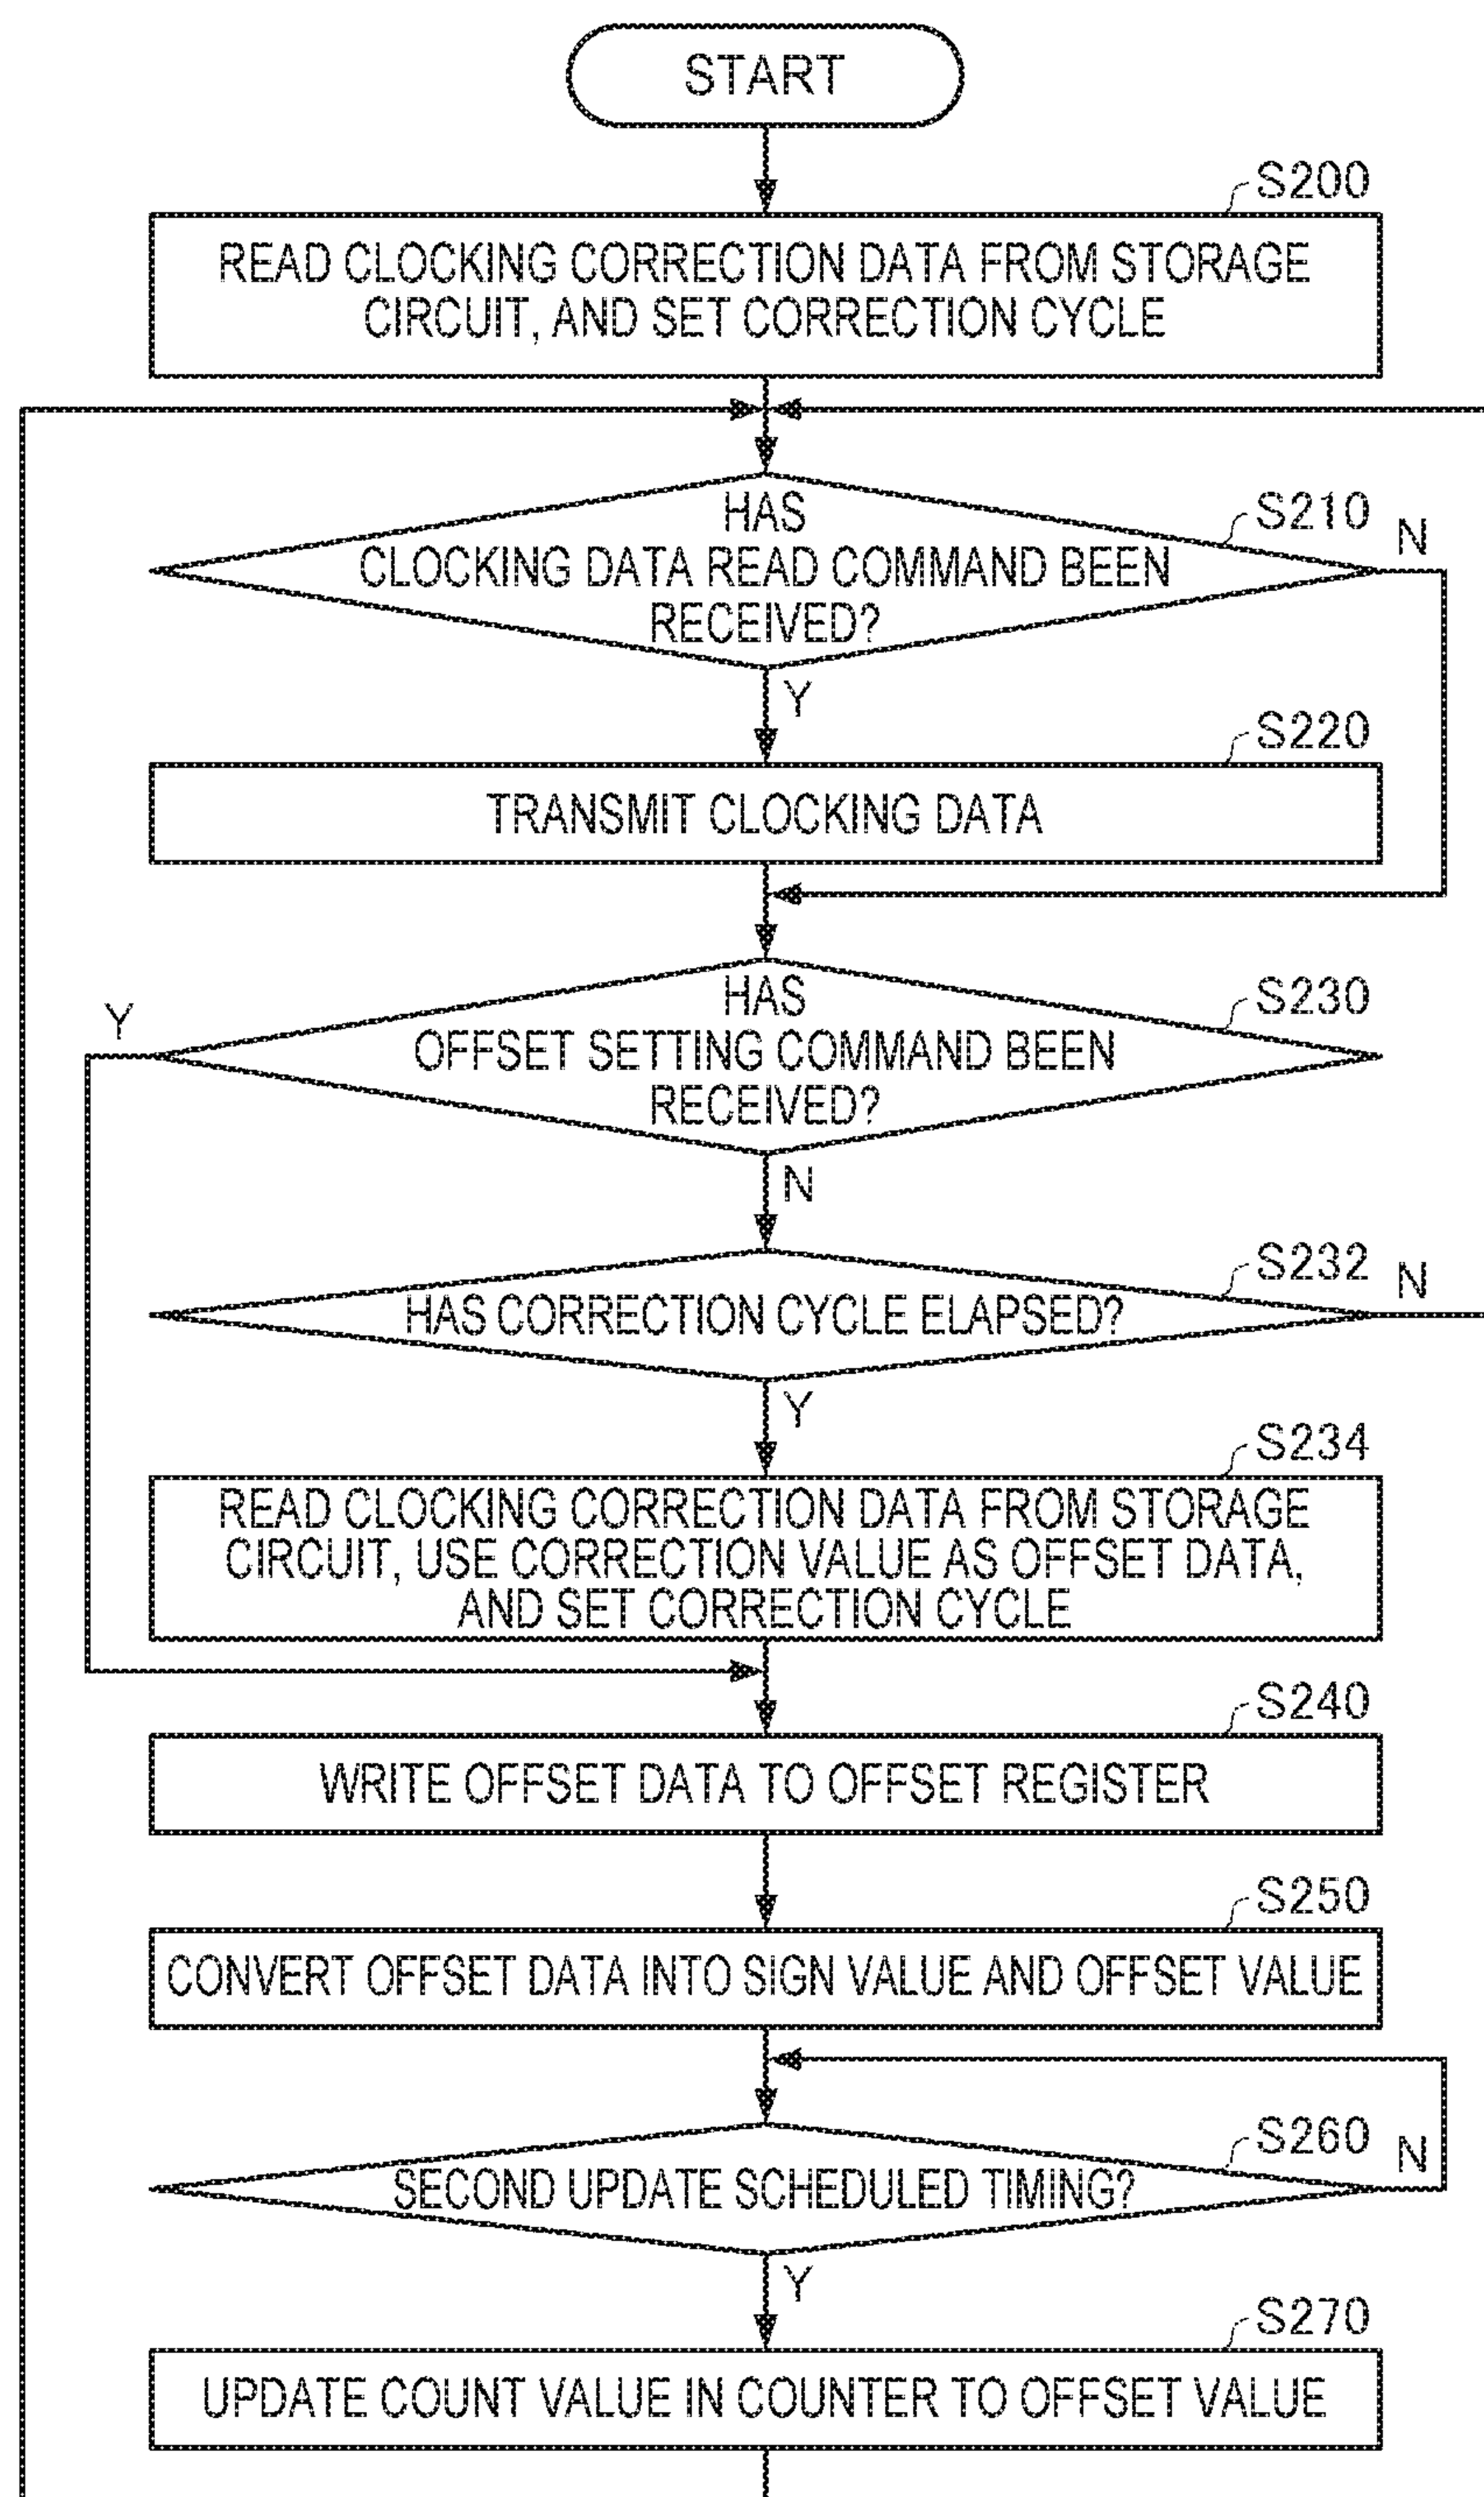 START
S200
READ CLOCKING CORRECTION DATA FROM STORAGE
CIRCUIT, AND SET CORRECTION CYCLE
S210
N
HAS
CLOCKING DATA READ COMMAND BEEN
RECEIVED?
Y
S220
TRANSMIT CLOCKING DATA
S230
Y
HAS
OFFSET SETTING COMMAND BEEN
RECEIVED?
N
S232
N
HAS CORRECTION CYCLE ELAPSED?
Y
S234
READ CLOCKING CORRECTION DATA FROM STORAGE
CIRCUIT, USE CORRECTION VALUE AS OFFSET DATA,
AND SET CORRECTION CYCLE
S240
WRITE OFFSET DATA TO OFFSET REGISTER
S250
CONVERT OFFSET DATA INTO SIGN VALUE AND OFFSET VALUE
S260
N
SECOND UPDATE SCHEDULED TIMING?
Y
S270
UPDATE COUNT VALUE IN COUNTER TO OFFSET VALUE